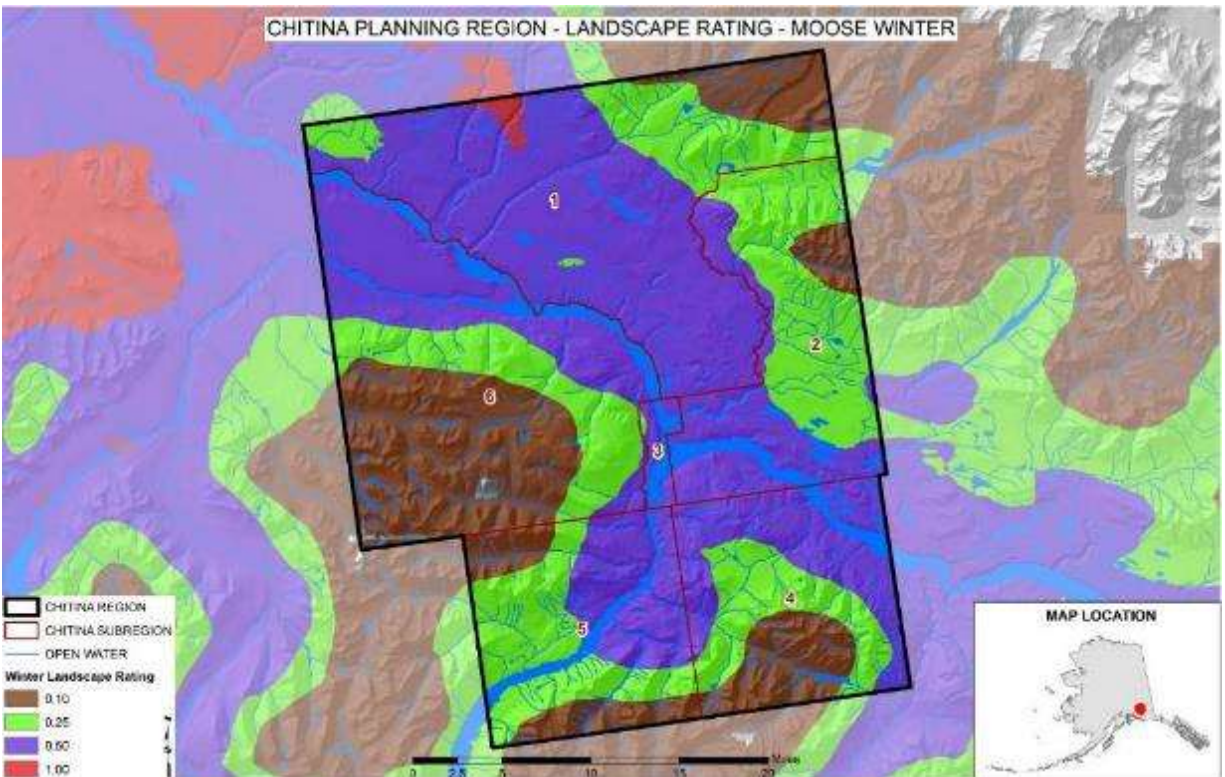 CHITINA PLANNING REGION - LANDSCAPE RATING - MOOSE WINTER
1
2
6
3
4
5
CHITINA REGION
CHITINA SUBREGION
OPEN WATER
Winter Landscape Rating
0.10
0.25
0.50
1.00
0 2.5 5 10 15 20 Miles
MAP LOCATION